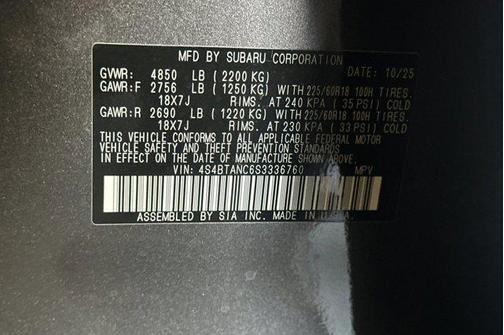 MFD BY SUBARU CORPORATION
GVWR: 4850 LB (2200 KG) DATE: 10/25
GAWR:F 2756 LB (1250 KG) WITH 225/60R18 100H TIRES.
18X7J RIMS. AT 240 KPA (35 PSI) COLD
GAWR:R 2690 LB (1220 KG) WITH 225/60R18 100H TIRES.
18X7J RIMS. AT 230 KPA (33 PSI) COLD
THIS VEHICLE CONFORMS TO ALL APPLICABLE FEDERAL MOTOR
VEHICLE SAFETY AND THEFT PREVENTION STANDARDS
IN EFFECT ON THE DATE OF MANUFACTURE SHOWN ABOVE.
VIN: 4S4BTANC6S3336760 MPV
ASSEMBLED BY SIA INC. MADE IN U.S.A.